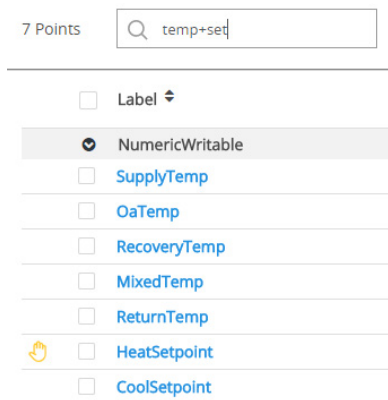 7 Points
temp+set
Label
NumericWritable
SupplyTemp
OaTemp
RecoveryTemp
MixedTemp
ReturnTemp
HeatSetpoint
CoolSetpoint